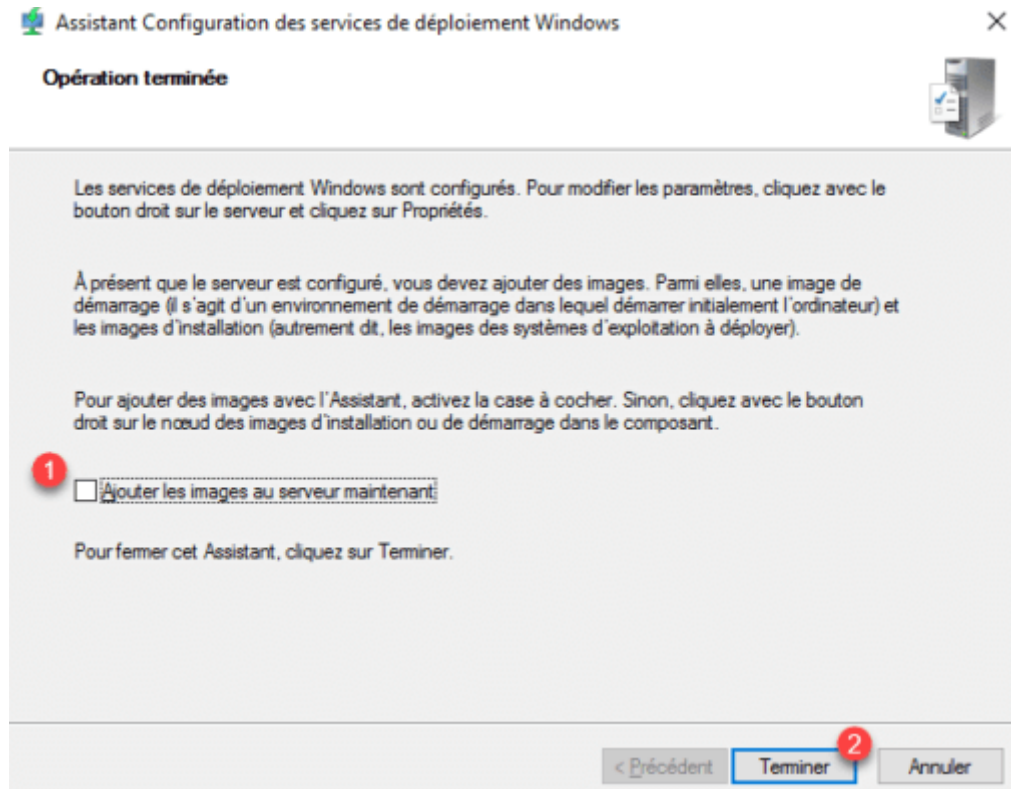 Assistant Configuration des services de déploiement Windows
Opération terminée
Les services de déploiement Windows sont configurés. Pour modifier les paramètres, cliquez avec le
bouton droit sur le serveur et cliquez sur Propriétés.
À présent que le serveur est configuré, vous devez ajouter des images. Parmi elles, une image de
démarrage (il s'agit d'un environnement de démarrage dans lequel démarrer initialement l'ordinateur) et
les images d'installation (autrement dit, les images des systèmes d'exploitation à déployer).
Pour ajouter des images avec l'Assistant, activez la case à cocher. Sinon, cliquez avec le bouton
droit sur le nœud des images d'installation ou de démarrage dans le composant.
1
Ajouter les images au serveur maintenant
Pour fermer cet Assistant, cliquez sur Terminer.
2
< Précédent Terminer Annuler